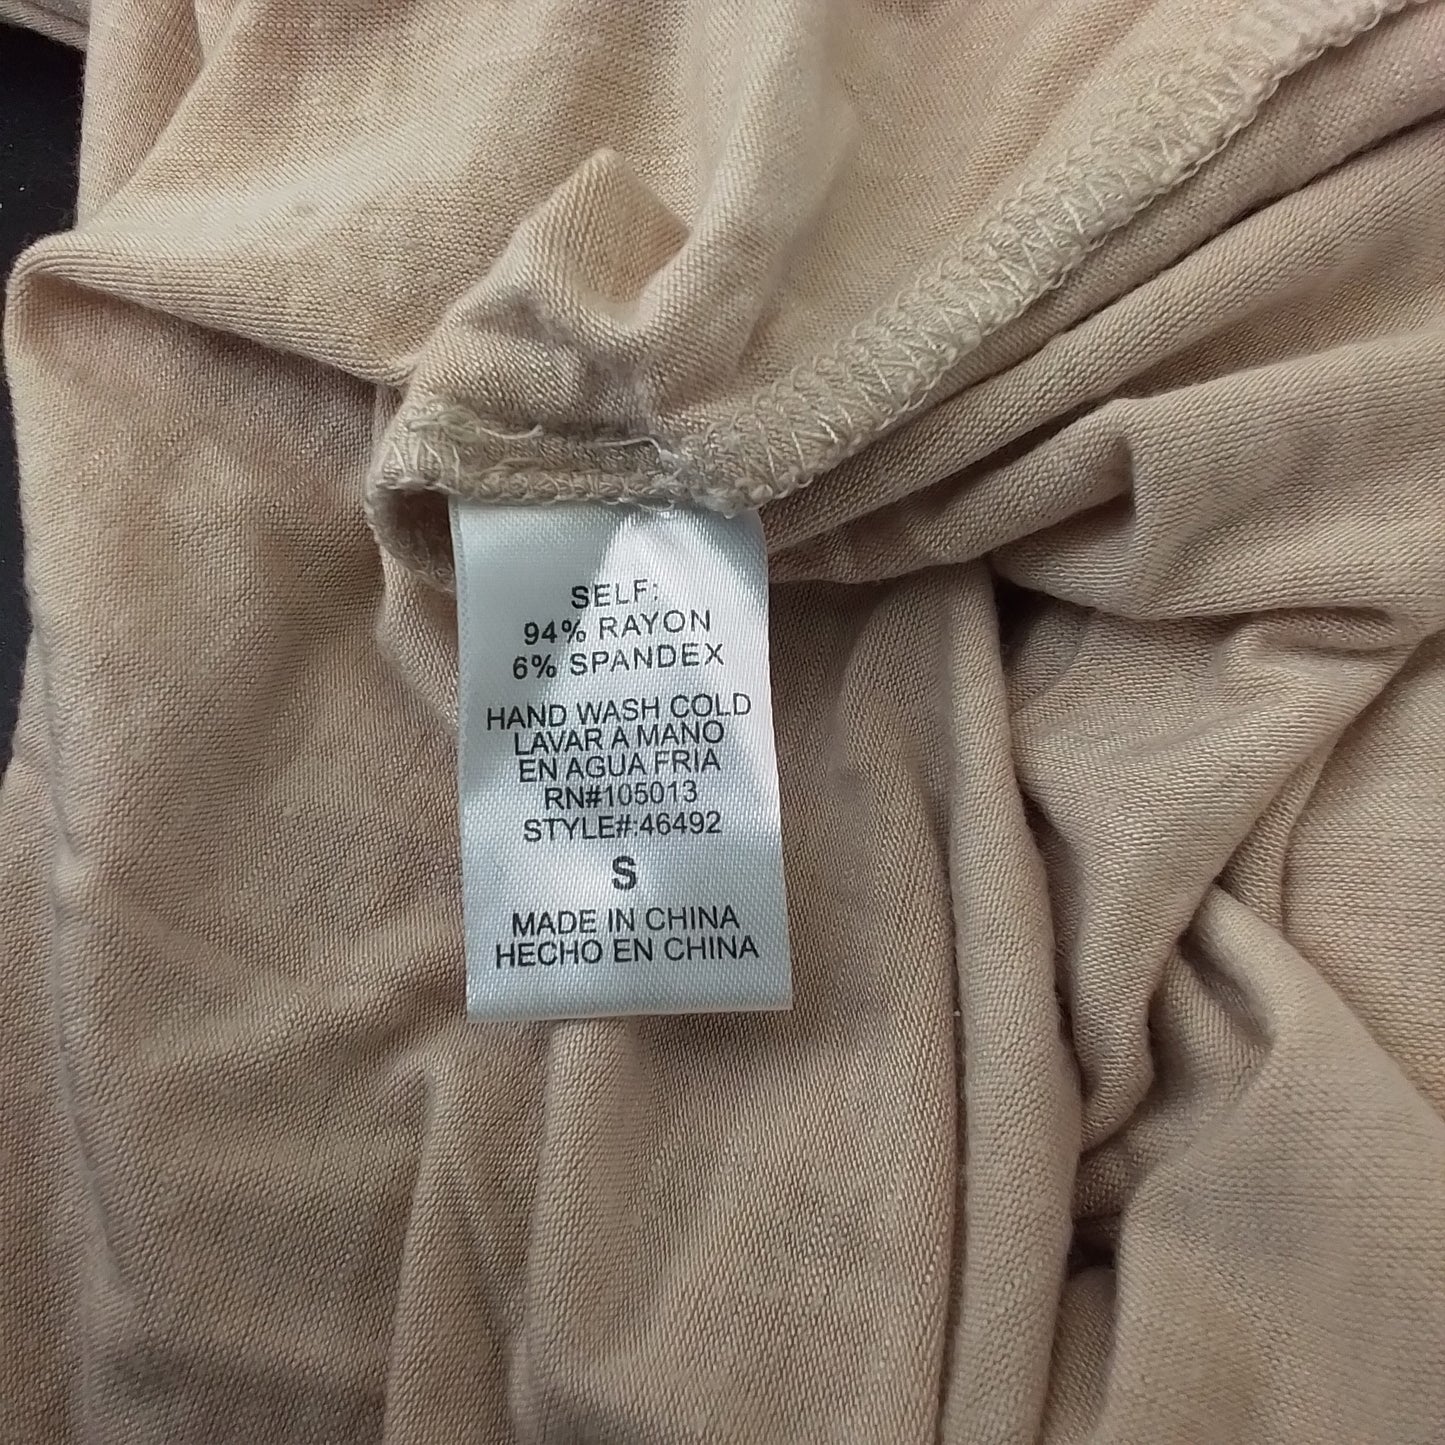 SELF:
94% RAYON
6% SPANDEX
HAND WASH COLD
LAVAR A MANO
EN AGUA FRIA
RN#105013
STYLE#:46492
S
MADE IN CHINA
HECHO EN CHINA